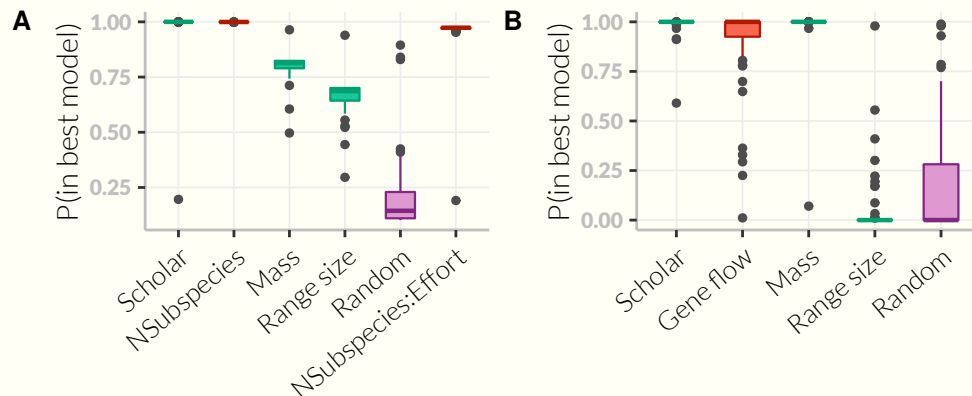 A
P(in best model)
1.00
0.75
0.50
0.25
Scholar
NSubspecies
Mass
Range size
Random
NSubspecies:Effort
B
P(in best model)
1.00
0.75
0.50
0.25
0.00
Scholar
Gene flow
Mass
Range size
Random